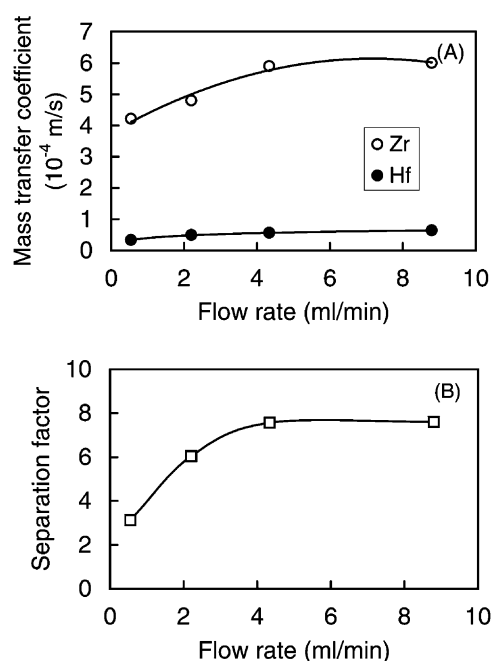 (A)
Mass transfer coefficient
(10⁻⁴ m/s)
7
6
5
4
3
2
1
0
Zr
Hf
0 2 4 6 8 10
Flow rate (ml/min)
(B)
Separation factor
10
8
6
4
2
0
0 2 4 6 8 10
Flow rate (ml/min)